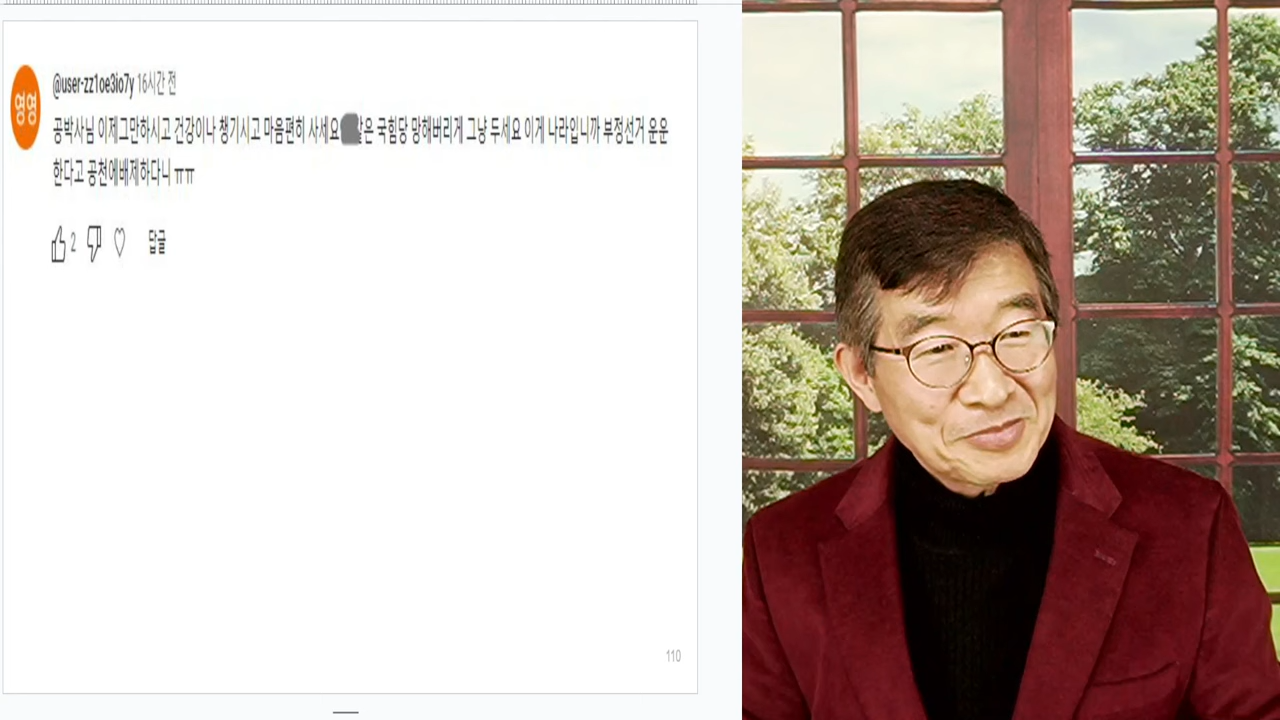 영영
@user-zz1oe3io7y 16시간 전
공박사님 이제그만하시고 건강이나 챙기시고 마음편히 사세요 같은 국힘당 망해버리게 그냥 두세요 이게 나라입니까 부정선거 운운
한다고 공천에배제하다니 ㅠㅠ
2 답글
110